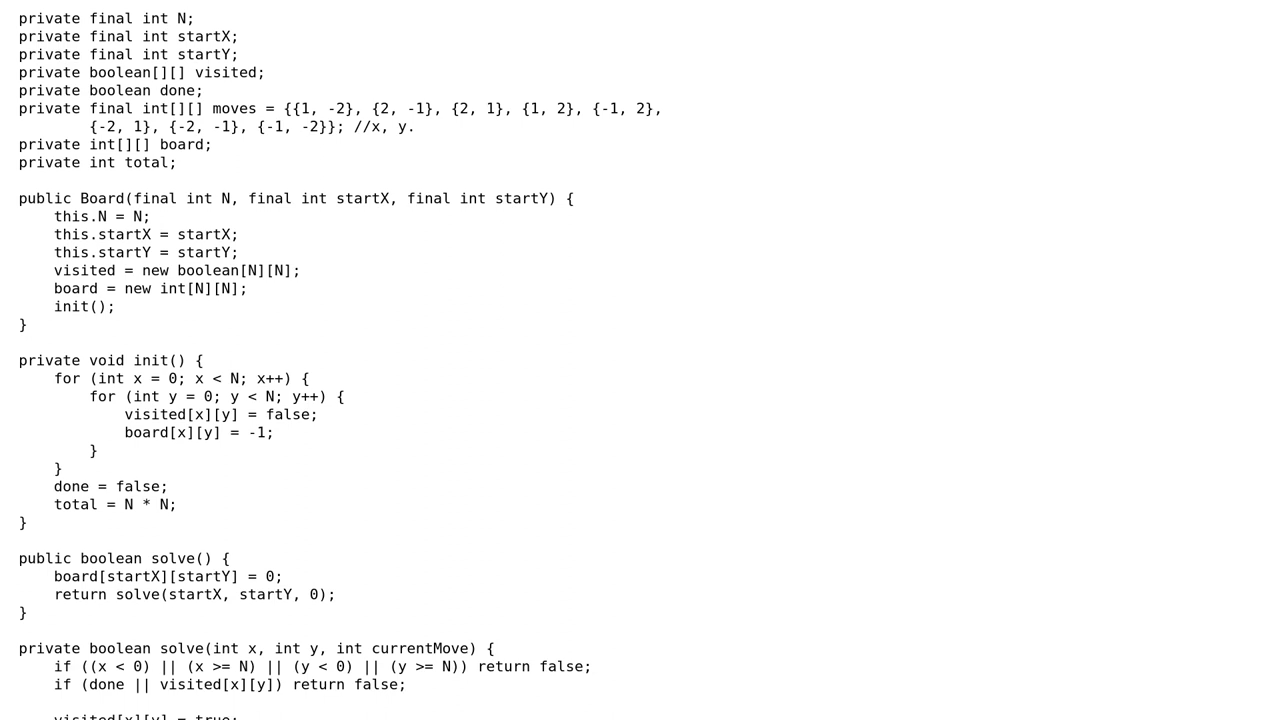 private final int N;
private final int startX;
private final int startY;
private boolean[][] visited;
private boolean done;
private final int[][] moves = {{1, -2}, {2, -1}, {2, 1}, {1, 2}, {-1, 2},
        {-2, 1}, {-2, -1}, {-1, -2}}; //x, y.
private int[][] board;
private int total;

public Board(final int N, final int startX, final int startY) {
    this.N = N;
    this.startX = startX;
    this.startY = startY;
    visited = new boolean[N][N];
    board = new int[N][N];
    init();
}

private void init() {
    for (int x = 0; x < N; x++) {
        for (int y = 0; y < N; y++) {
            visited[x][y] = false;
            board[x][y] = -1;
        }
    }
    done = false;
    total = N * N;
}

public boolean solve() {
    board[startX][startY] = 0;
    return solve(startX, startY, 0);
}

private boolean solve(int x, int y, int currentMove) {
    if ((x < 0) || (x >= N) || (y < 0) || (y >= N)) return false;
    if (done || visited[x][y]) return false;

    visited[x][y] = true;